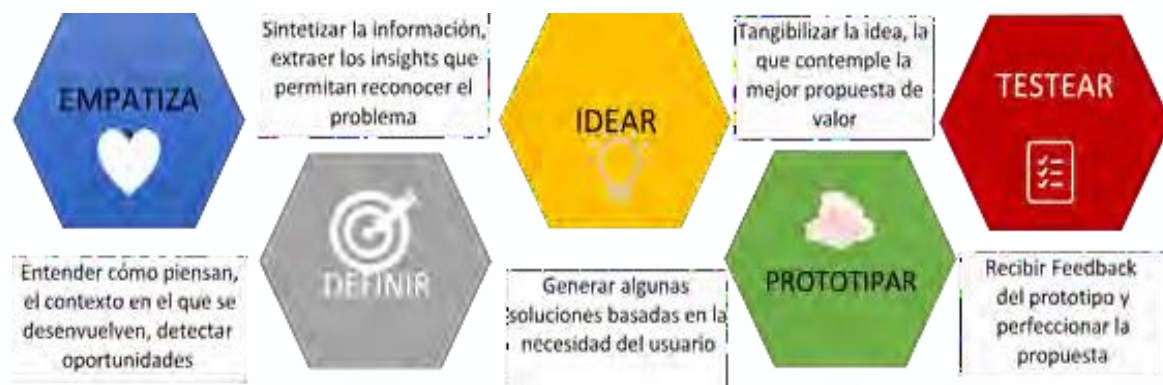 EMPATIZA
Entender cómo piensan,
el contexto en el que se
desenvuelven, detectar
oportunidades
Sintetizar la información,
extraer los insights que
permitan reconocer el
problema
DEFINIR
IDEAR
Generar algunas
soluciones basadas en la
necesidad del usuario
Tangibilizar la idea, la
que contemple la
mejor propuesta de
valor
PROTOTIPAR
TESTEAR
Recibir Feedback
del prototipo y
perfeccionar la
propuesta